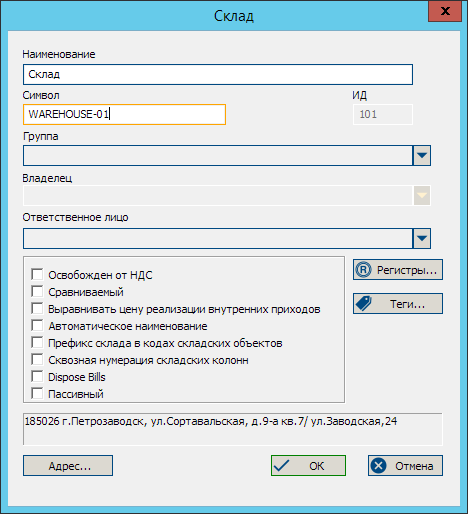 Склад
x
Наименование
Склад
Символ
ИД
WAREHOUSE-01
101
Группа
Владелец
Ответственное лицо
Освобожден от НДС
Сравниваемый
Выравнивать цену реализации внутренних приходов
Автоматическое наименование
Префикс склада в кодах складских объектов
Сквозная нумерация складских колонн
Dispose Bills
Пассивный
® Регистры...
Теги...
185026 г.Петрозаводск, ул.Сортавальская, д.9-а кв.7/ ул.Заводская,24
Адрес...
ОК
Отмена